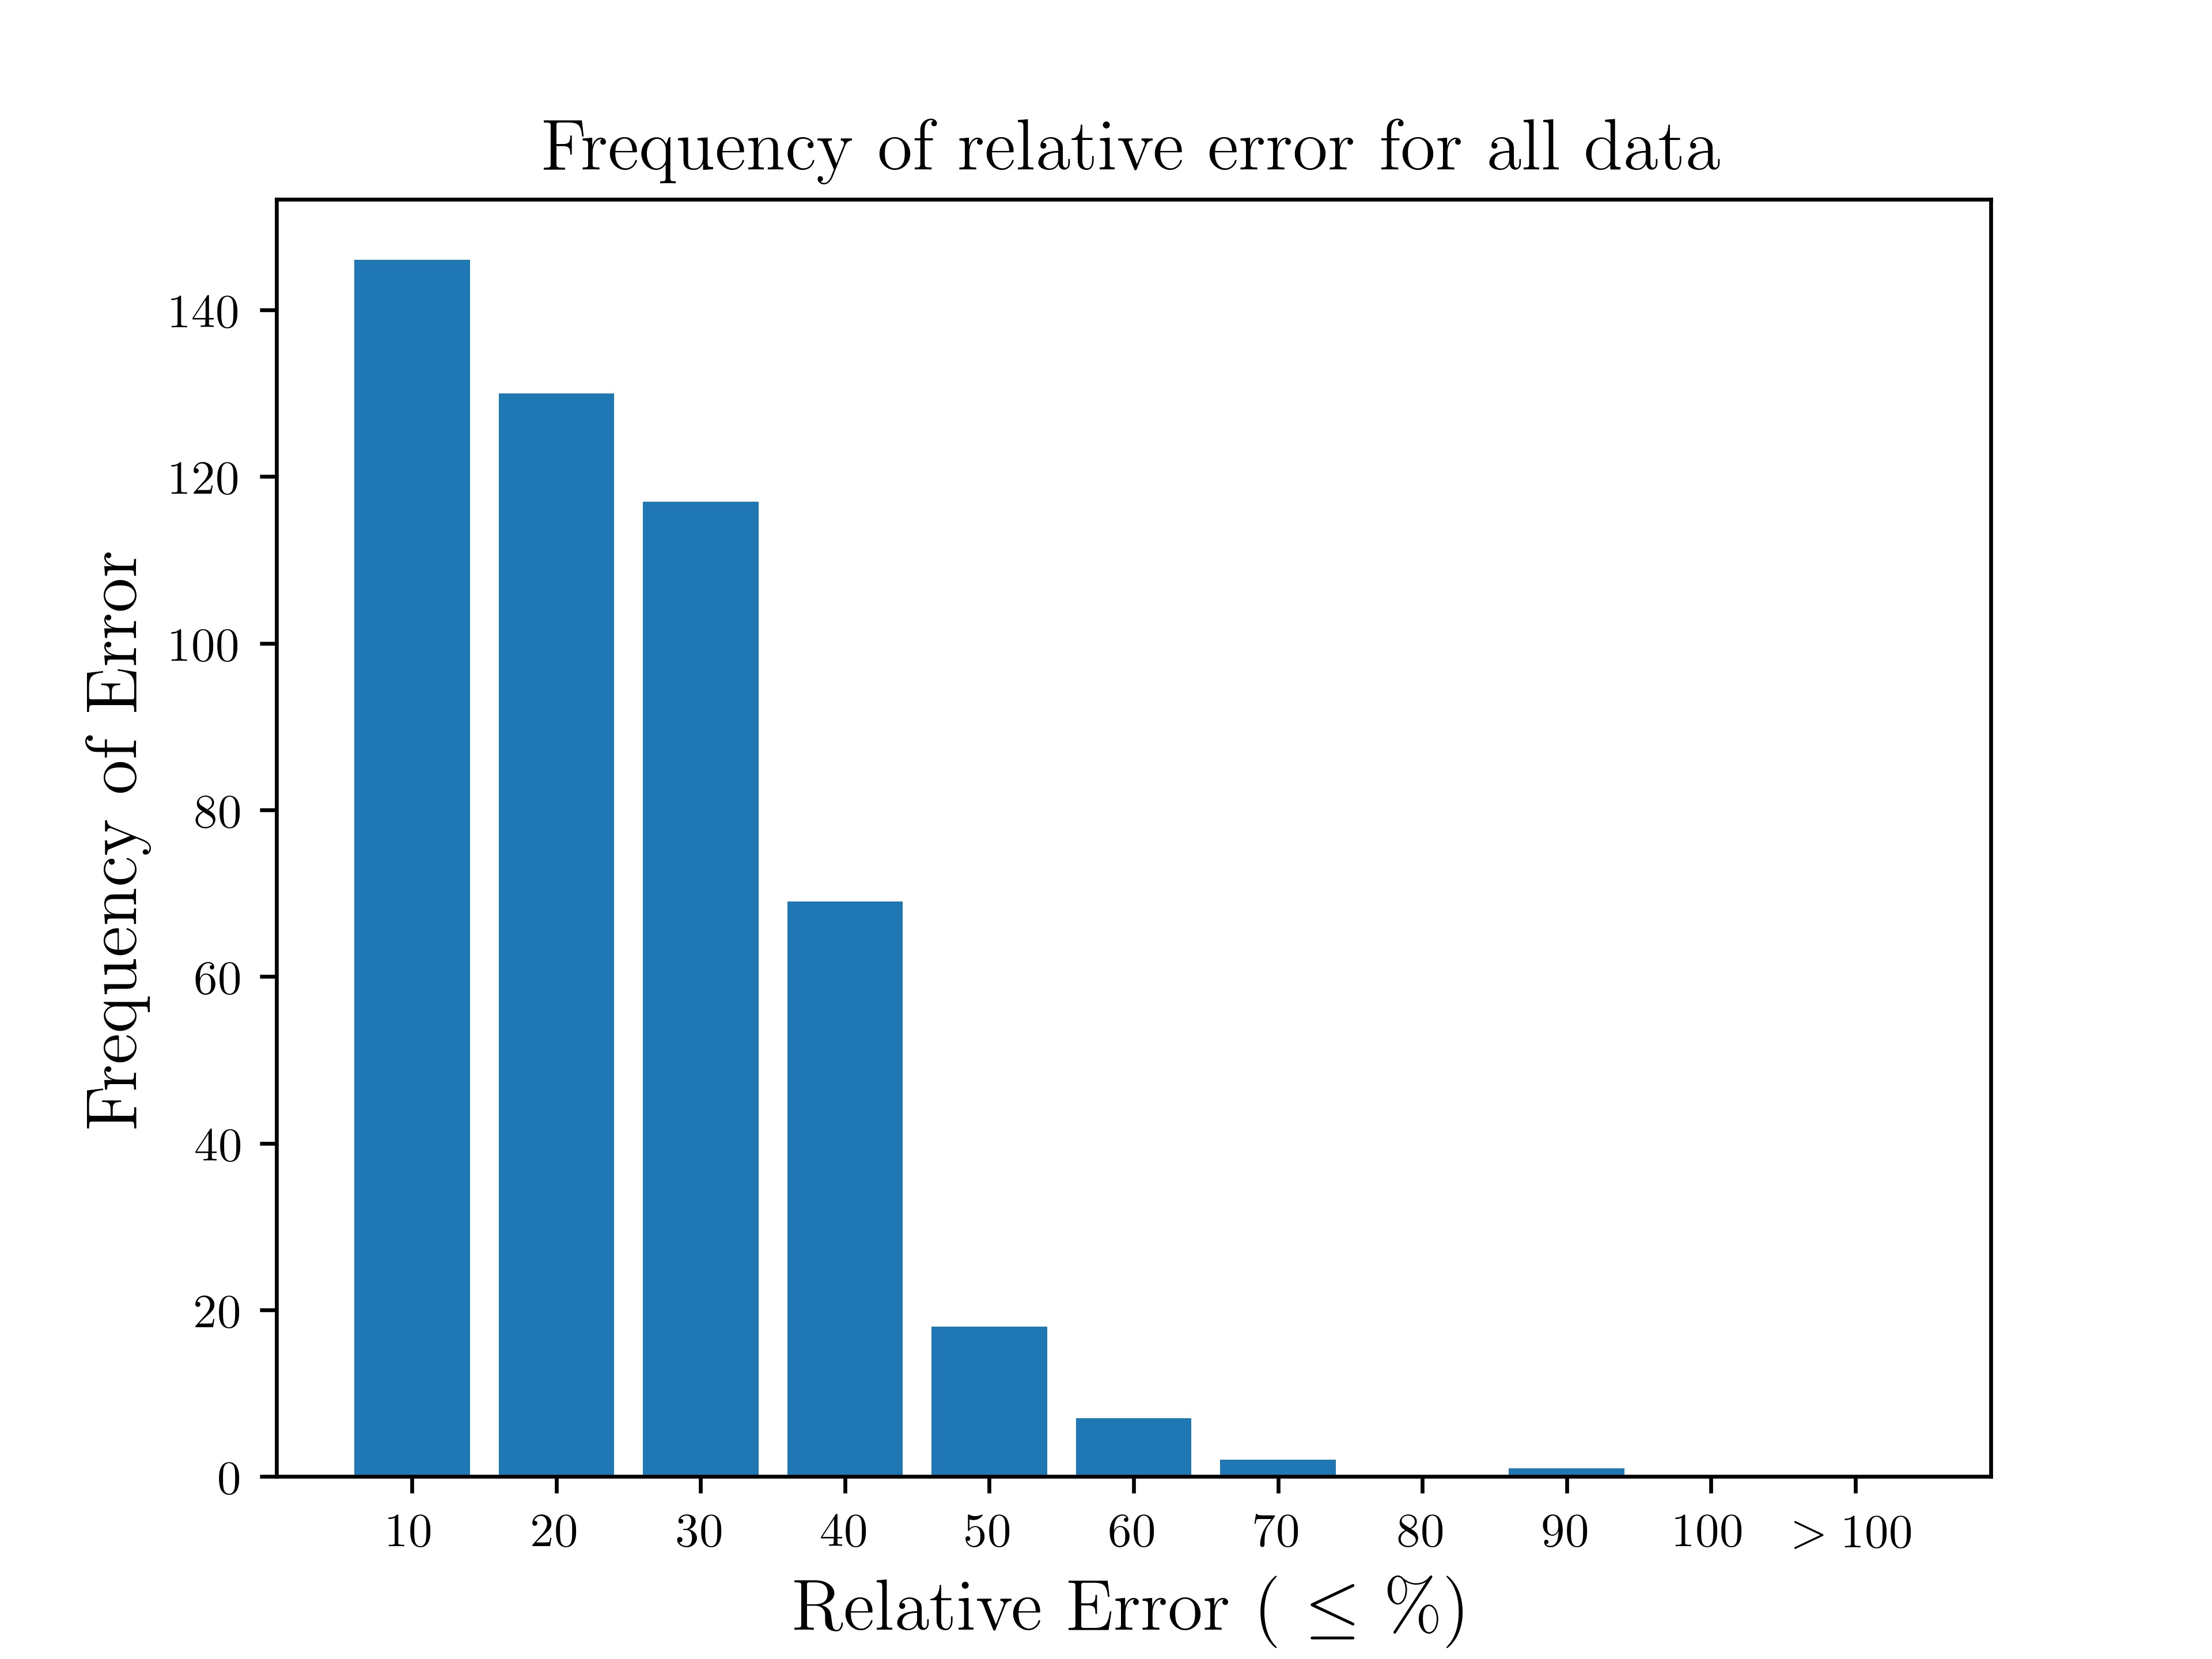 Frequency of relative error for all data
Frequency of Error
140
120
100
80
60
40
20
0
10 20 30 40 50 60 70 80 90 100 > 100
Relative Error ( ≤ %)